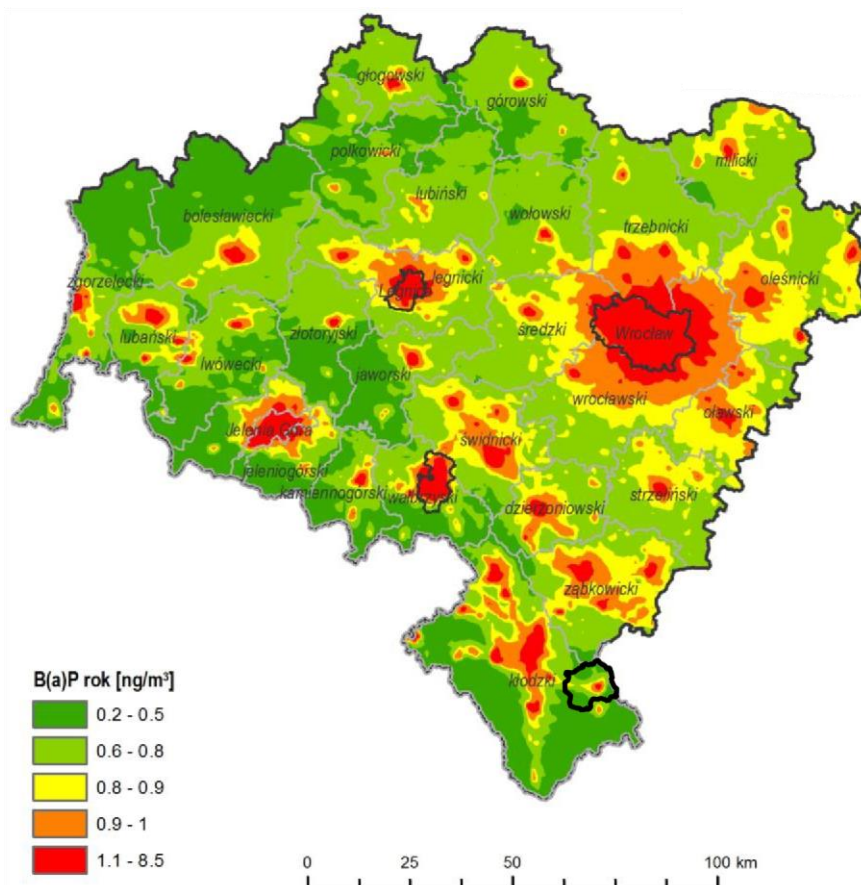 głogowski
górowski
polkowicki
milicki
lubiński
bolesławiecki
wołowski
trzebnicki
zgorzelecki
legnicki
Legnica
oleśnicki
lubański
złotoryjski
średzki
Wrocław
lwówecki
jaworski
wrocławski
oławski
Jelenia Góra
świdnicki
jeleniogórski
kamiennogórski
wałbrzyski
dzierżoniowski
strzeliński
ząbkowicki
kłodzki
B(a)P rok [ng/m³]
0.2 - 0.5
0.6 - 0.8
0.8 - 0.9
0.9 - 1
1.1 - 8.5
0 25 50 100 km